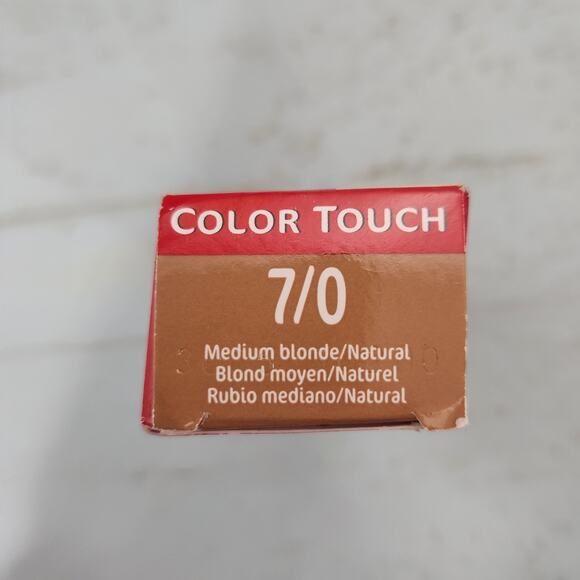 COLOR TOUCH
7/0
Medium blonde/Natural
Blond moyen/Naturel
Rubio mediano/Natural